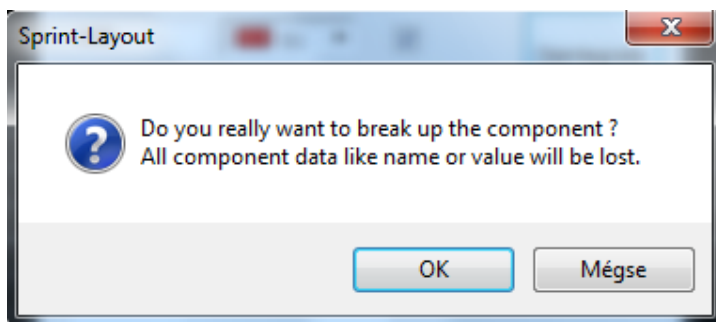 Sprint-Layout
Do you really want to break up the component ?
All component data like name or value will be lost.
OK
Mégse